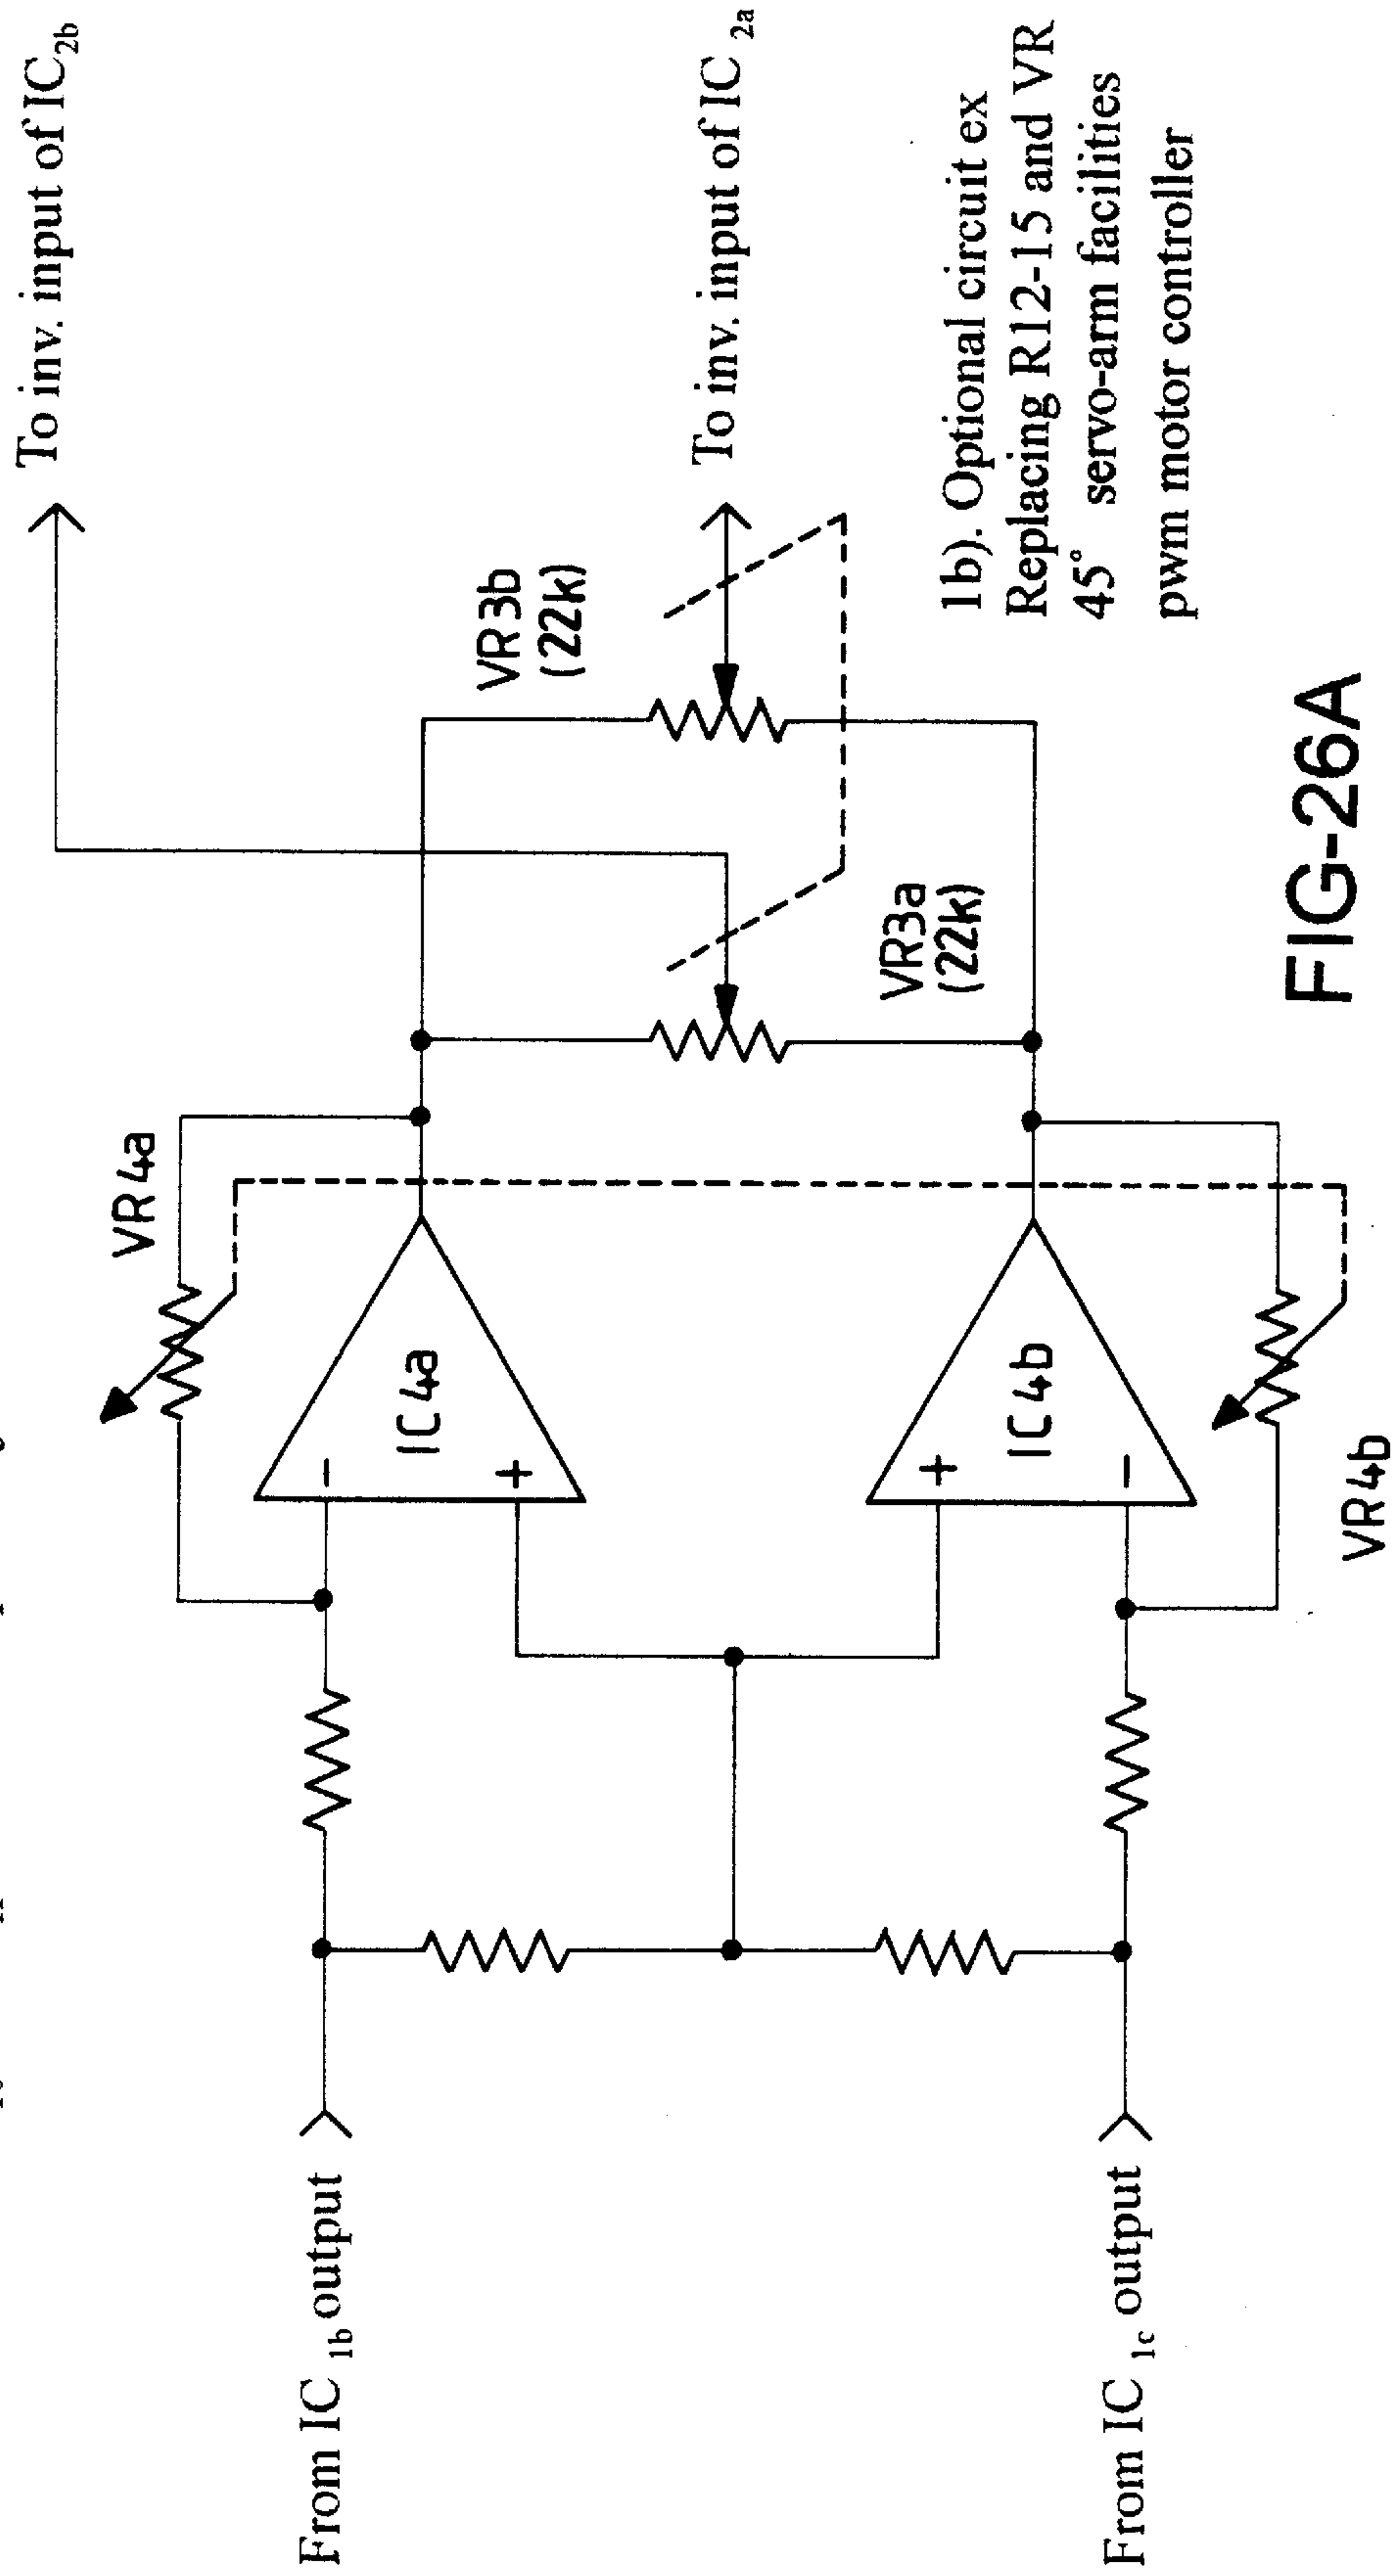 To inv. input of IC2b
VR4a
VR3b
(22k)
IC4a
-
+
To inv. input of IC 2a
From IC 1b output
VR3a
(22k)
+
IC4b
-
From IC 1c output
VR4b
1b). Optional circuit ex
Replacing R12-15 and VR
45° servo-arm facilities
pwm motor controller
FIG-26A